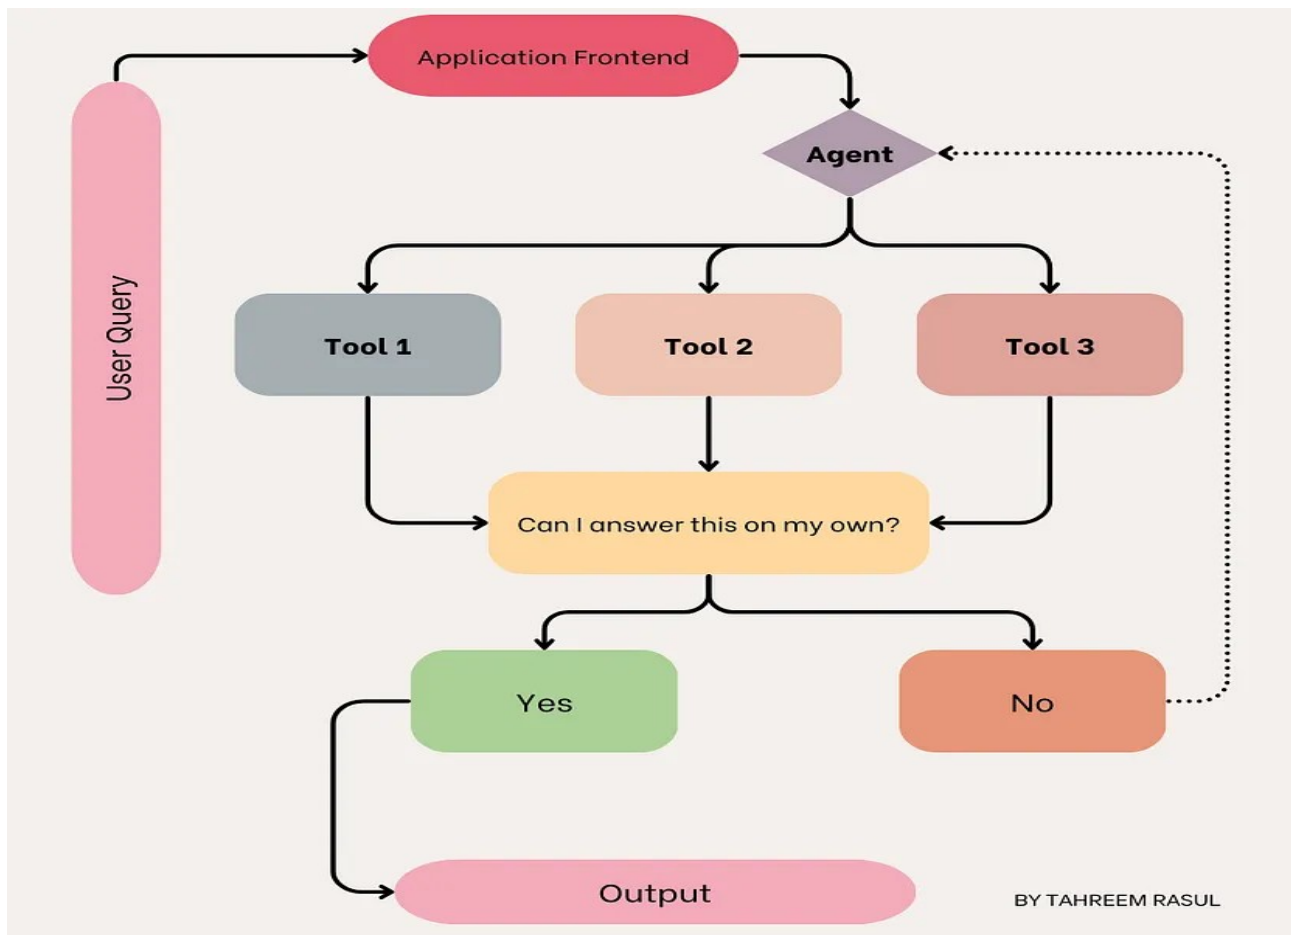 Application Frontend
Agent
User Query
Tool 1
Tool 2
Tool 3
Can I answer this on my own?
Yes
No
Output
BY TAHREEM RASUL